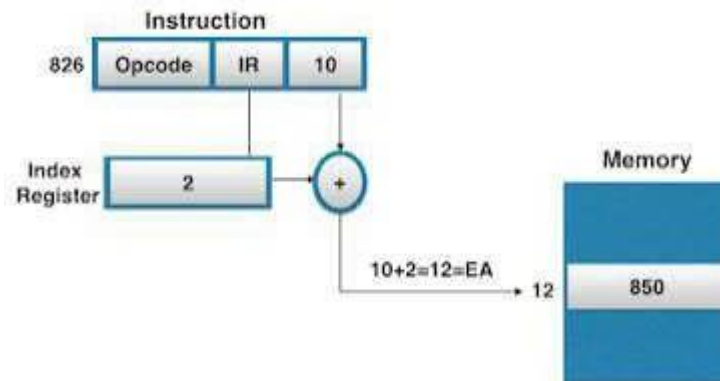 Instruction
826 Opcode IR 10
Index
Register
2
+
Memory
10+2=12=EA
12
850